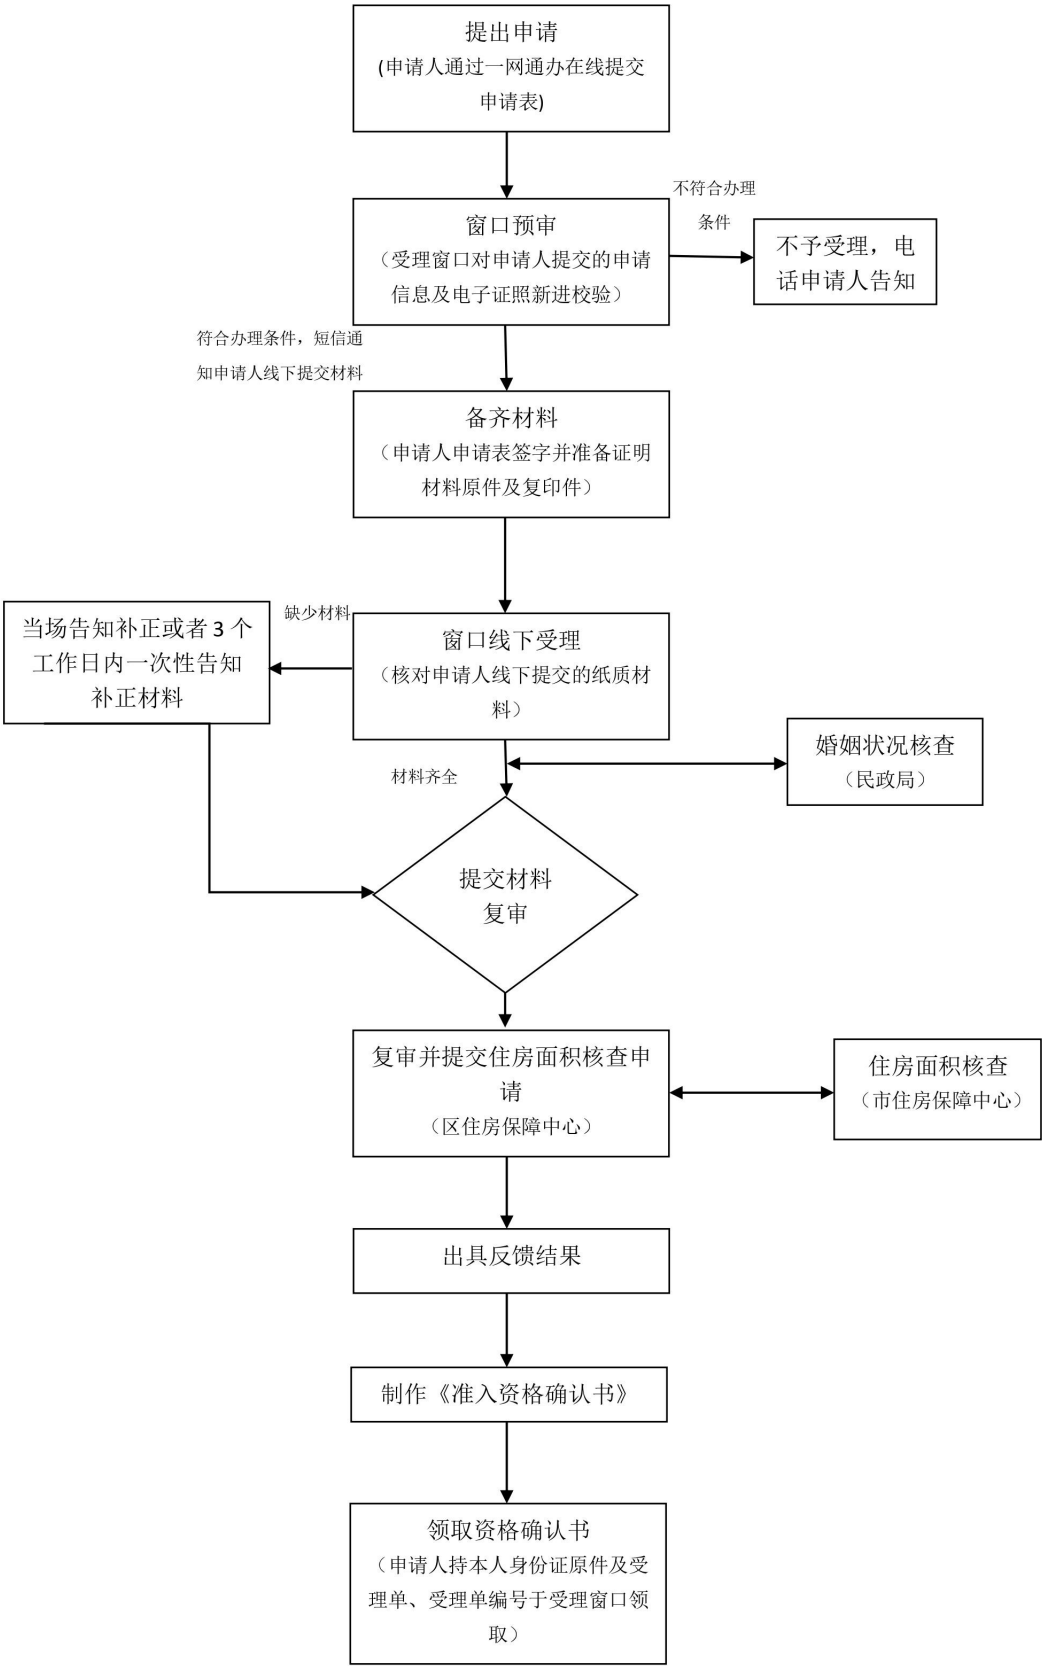 提出申请
(申请人通过一网通办在线提交
申请表)
不符合办理
条件
窗口预审
（受理窗口对申请人提交的申请
信息及电子证照新进校验）
不予受理，电
话申请人告知
符合办理条件，短信通
知申请人线下提交材料
备齐材料
（申请人申请表签字并准备证明
材料原件及复印件）
缺少材料
当场告知补正或者 3 个
工作日内一次性告知
补正材料
窗口线下受理
（核对申请人线下提交的纸质材
料）
材料齐全
婚姻状况核查
（民政局）
提交材料
复审
复审并提交住房面积核查申
请
（区住房保障中心）
住房面积核查
（市住房保障中心）
出具反馈结果
制作《准入资格确认书》
领取资格确认书
（申请人持本人身份证原件及受
理单、受理单编号于受理窗口领
取）